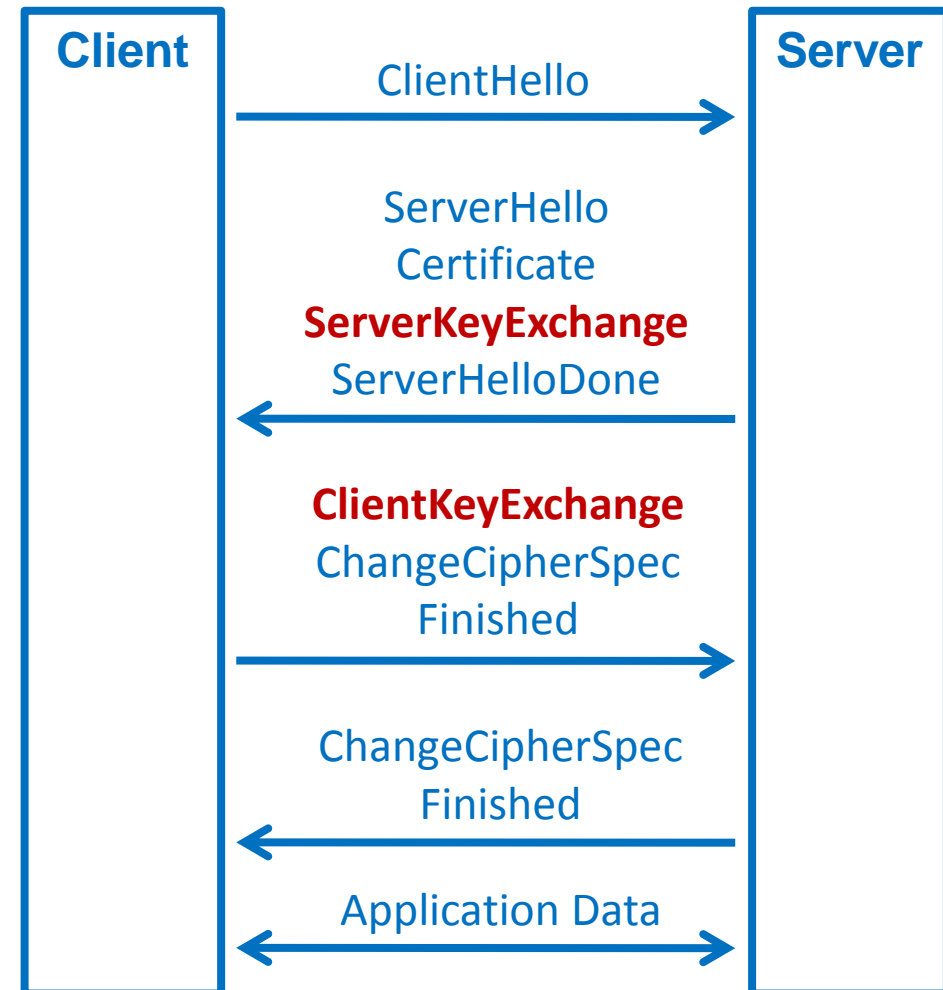 Client
Server
ClientHello
ServerHello
Certificate
ServerKeyExchange
ServerHelloDone
ClientKeyExchange
ChangeCipherSpec
Finished
ChangeCipherSpec
Finished
Application Data